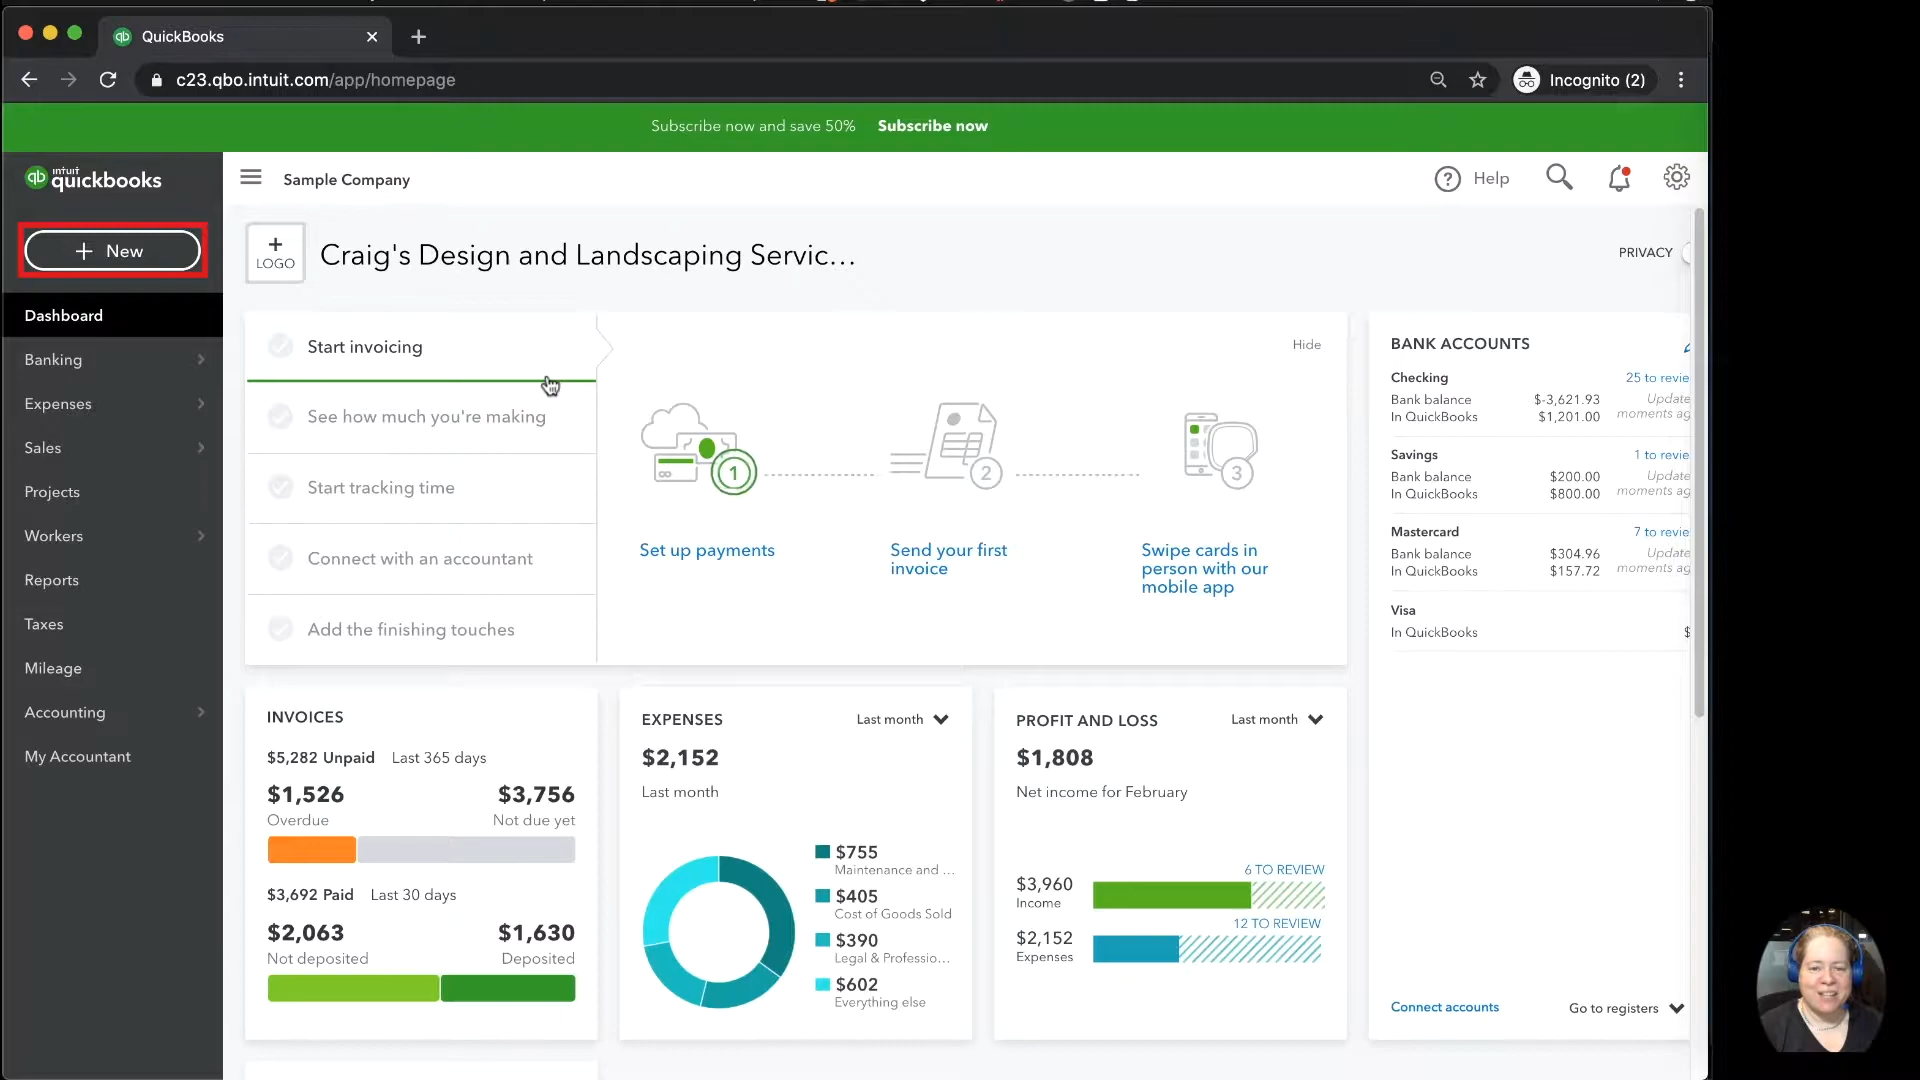 QuickBooks
c23.qbo.intuit.com/app/homepage
Incognito (2)
Subscribe now and save 50% Subscribe now
qb intuit quickbooks
Sample Company
? Help
+ New
+ LOGO
Craig's Design and Landscaping Servic...
PRIVACY
Dashboard
Banking
Expenses
Sales
Projects
Workers
Reports
Taxes
Mileage
Accounting
My Accountant
Start invoicing
See how much you're making
Start tracking time
Connect with an accountant
Add the finishing touches
Hide
1
2
3
Set up payments
Send your first
invoice
Swipe cards in
person with our
mobile app
BANK ACCOUNTS
Checking 25 to revie
Bank balance $-3,621.93 Update
In QuickBooks $1,201.00 moments ag
Savings 1 to revie
Bank balance $200.00 Update
In QuickBooks $800.00 moments ag
Mastercard 7 to revie
Bank balance $304.96 Update
In QuickBooks $157.72 moments ag
Visa
In QuickBooks $
Connect accounts Go to registers
INVOICES
$5,282 Unpaid Last 365 days
$1,526 $3,756
Overdue Not due yet
$3,692 Paid Last 30 days
$2,063 $1,630
Not deposited Deposited
EXPENSES Last month
$2,152
Last month
$755
Maintenance and ...
$405
Cost of Goods Sold
$390
Legal & Professio...
$602
Everything else
PROFIT AND LOSS Last month
$1,808
Net income for February
6 TO REVIEW
$3,960
Income
12 TO REVIEW
$2,152
Expenses